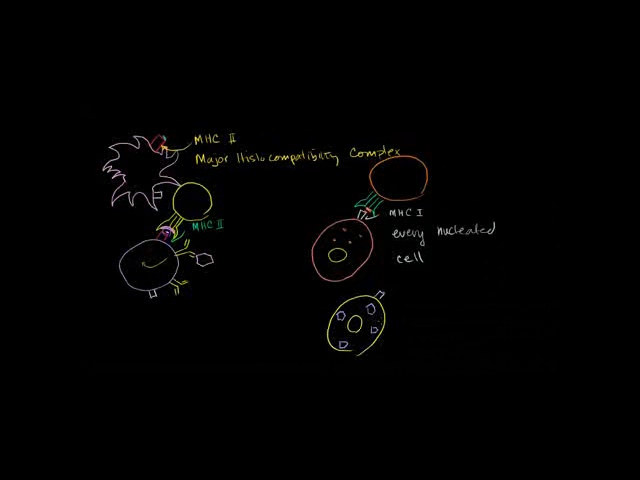 MHC II
Major Histocompatibility Complex
MHC II
MHC I
every nucleated
cell